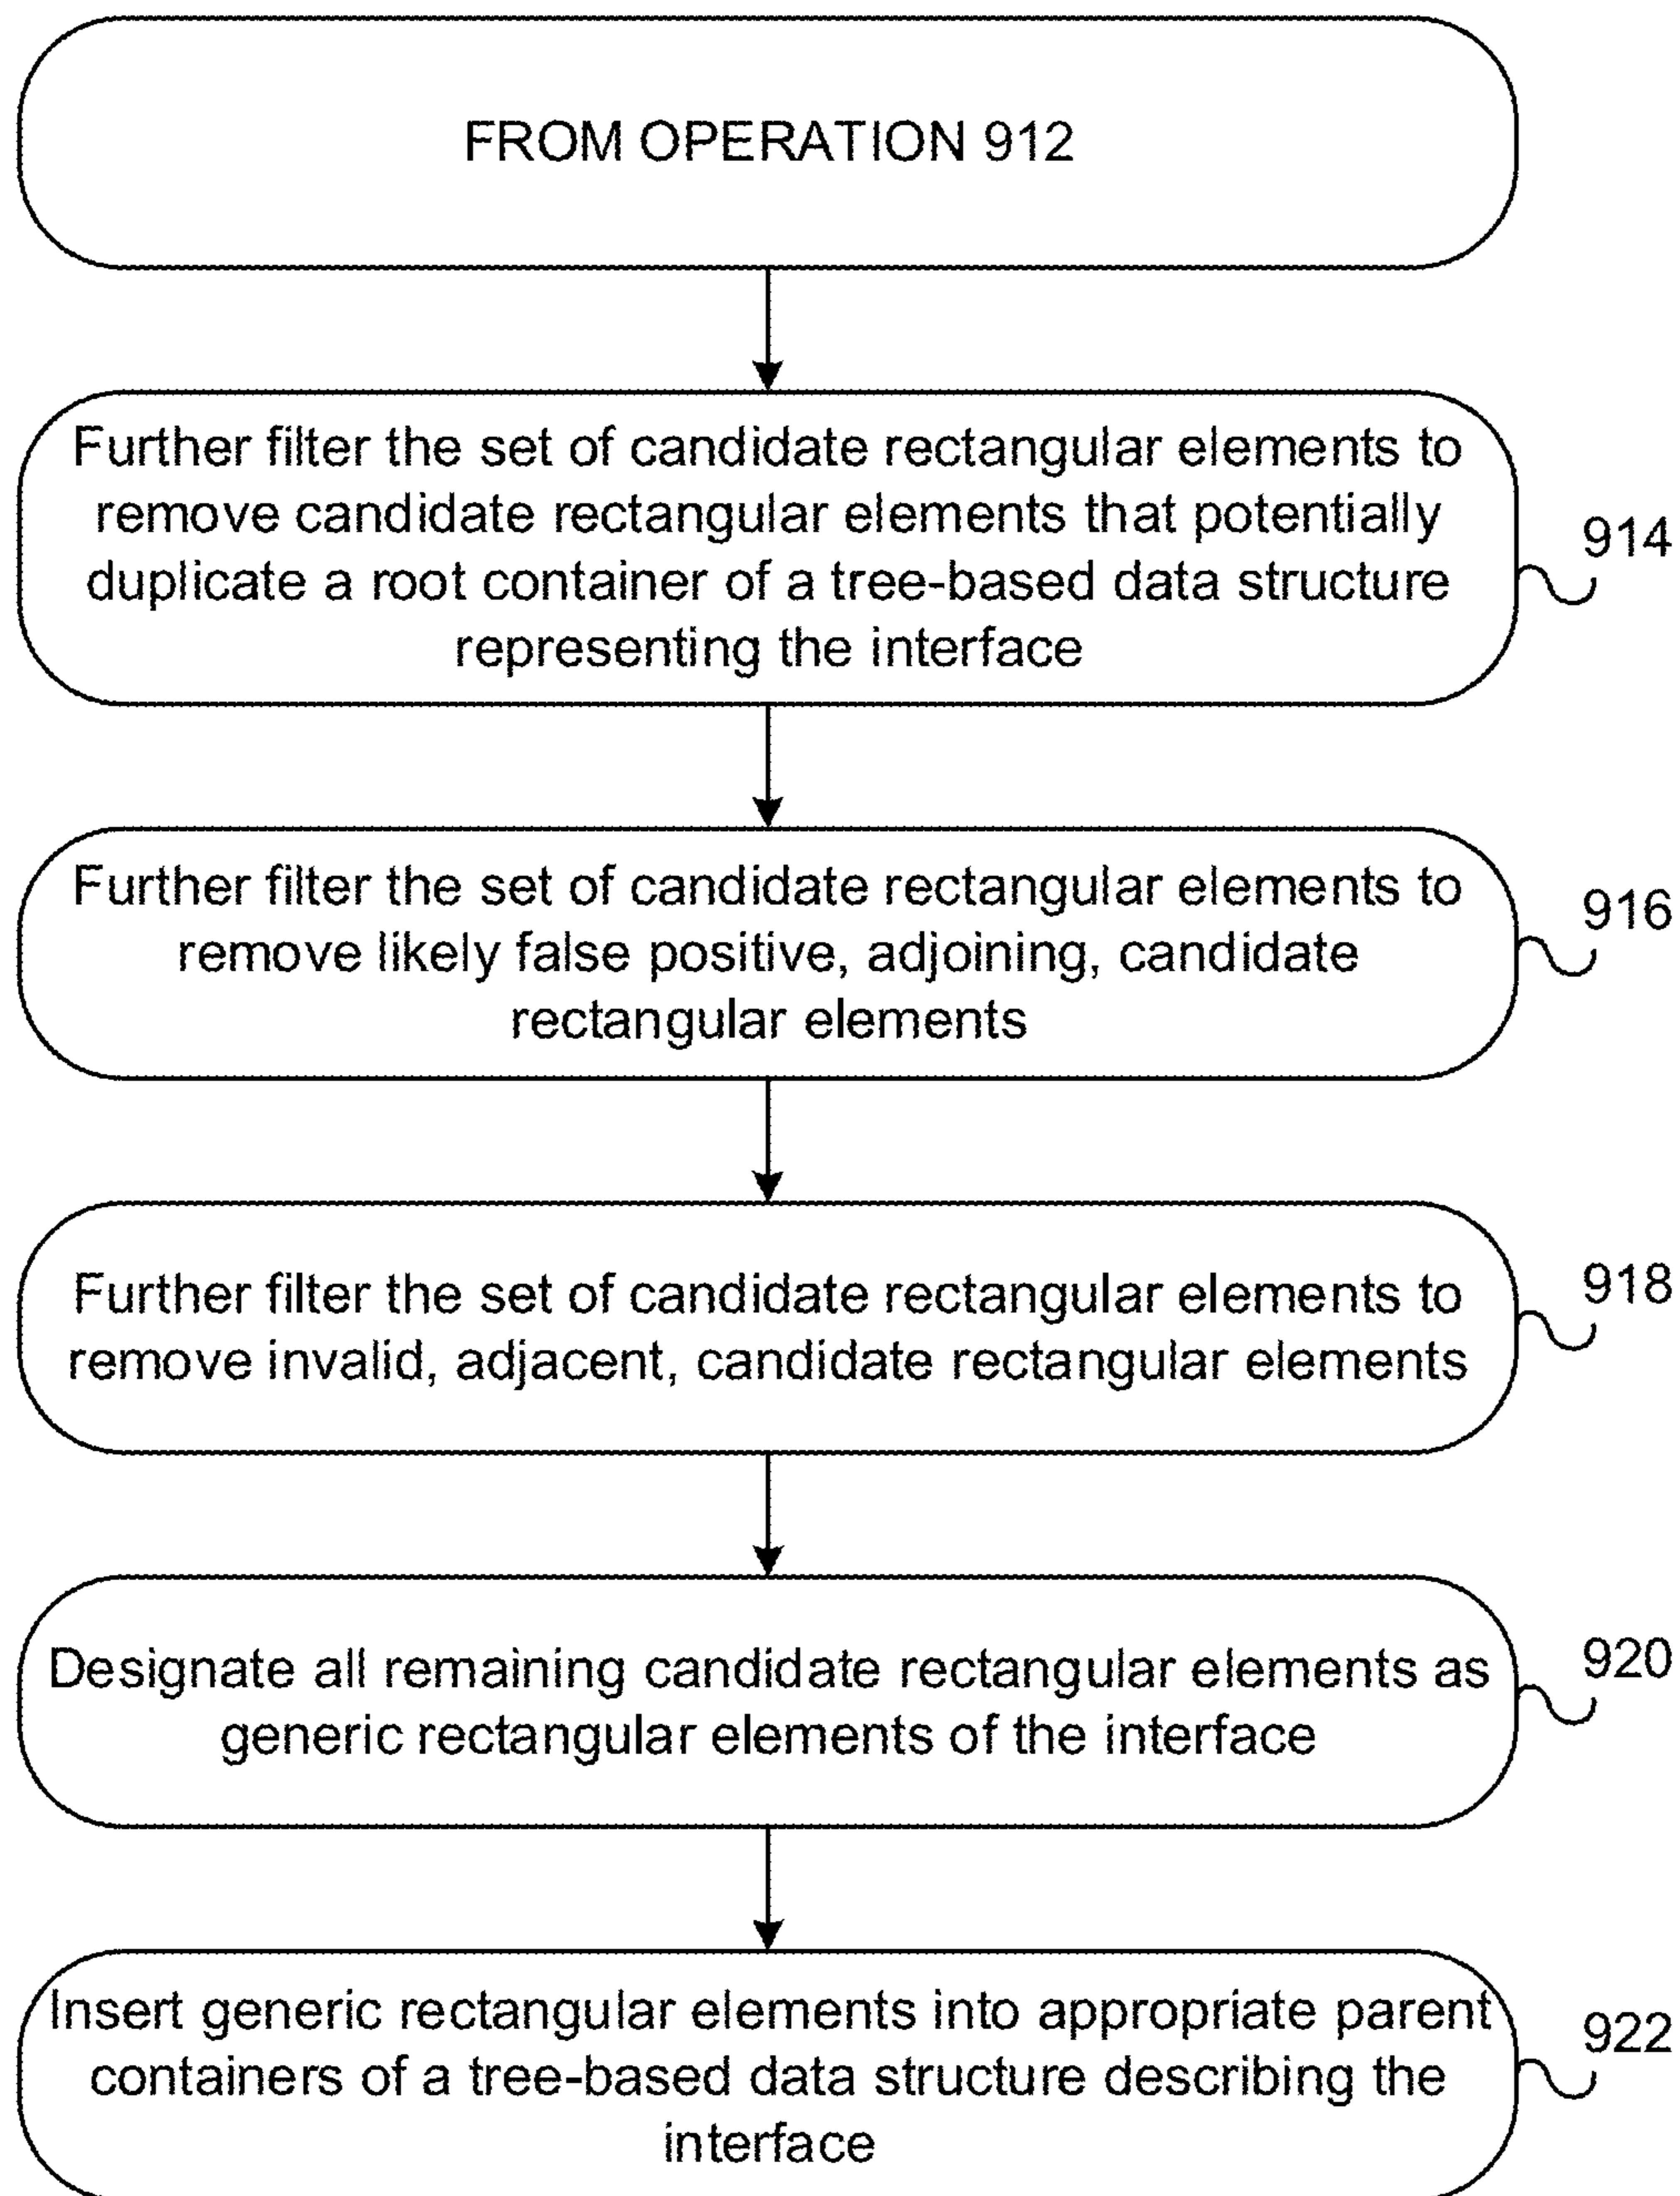 FROM OPERATION 912
Further filter the set of candidate rectangular elements to
remove candidate rectangular elements that potentially
duplicate a root container of a tree-based data structure
representing the interface
914
Further filter the set of candidate rectangular elements to
remove likely false positive, adjoining, candidate
rectangular elements
916
Further filter the set of candidate rectangular elements to
remove invalid, adjacent, candidate rectangular elements
918
Designate all remaining candidate rectangular elements as
generic rectangular elements of the interface
920
Insert generic rectangular elements into appropriate parent
containers of a tree-based data structure describing the
interface
922